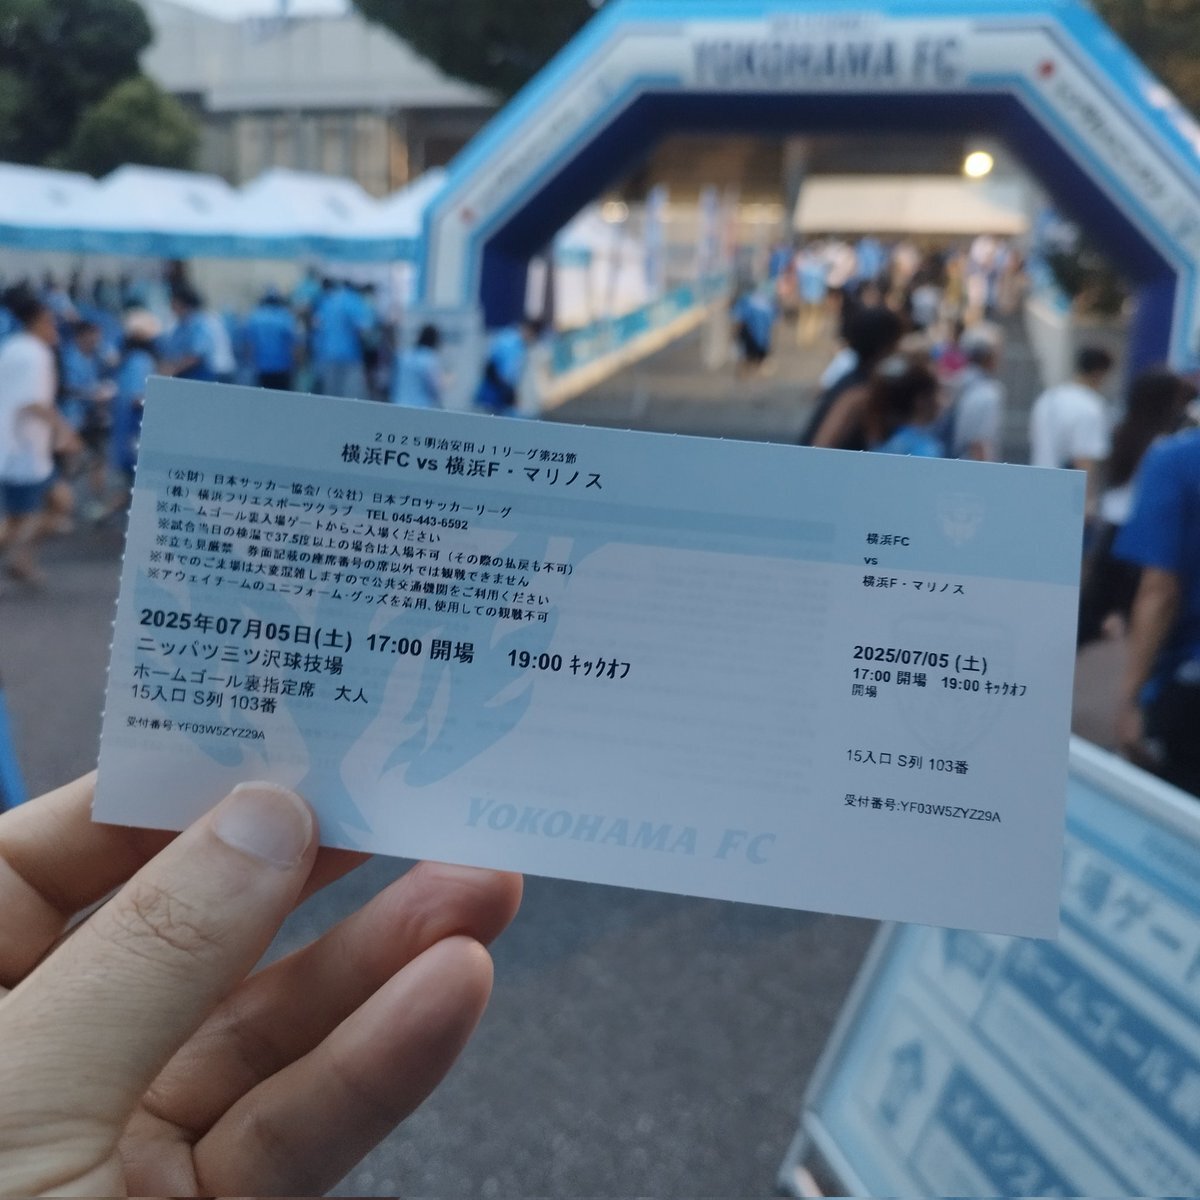 YOKOHAMA FC
2025明治安田J1リーグ第23節
横浜FC vs 横浜F・マリノス
（公財）日本サッカー協会/（公社）日本プロサッカーリーグ
（株）横浜フリエスポーツクラブ TEL 045-443-6592
※ホームゴール裏入場ゲートからご入場ください
※試合当日の検温で37.5度以上の場合は入場不可（その際の払戻も不可）
※立ち見厳禁 券面記載の座席番号の席以外では観戦できません
※車でのご来場は大変混雑しますので公共交通機関をご利用ください
※アウェイチームのユニフォーム・グッズを着用、使用しての観戦不可
2025年07月05日(土) 17:00 開場 19:00 ｷｯｸｵﾌ
ニッパツ三ツ沢球技場
ホームゴール裏指定席 大人
15入口 S列 103番
受付番号:YF03W5ZYZ29A
YOKOHAMA FC
横浜FC
vs
横浜F・マリノス
2025/07/05 (土)
17:00 開場 19:00 ｷｯｸｵﾌ
開場
15入口 S列 103番
受付番号:YF03W5ZYZ29A
場ゲー
ホームゴール裏
メインス